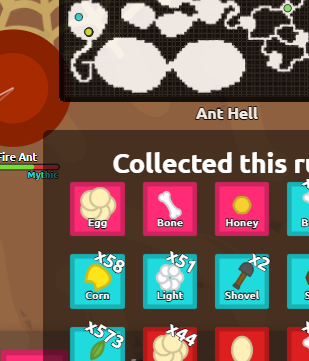 Ant Hell
Fire Ant
Mythic
Collected this ru
Egg
Bone
Honey
x58
x51
x2
Corn
Light
Shovel
x573
x44